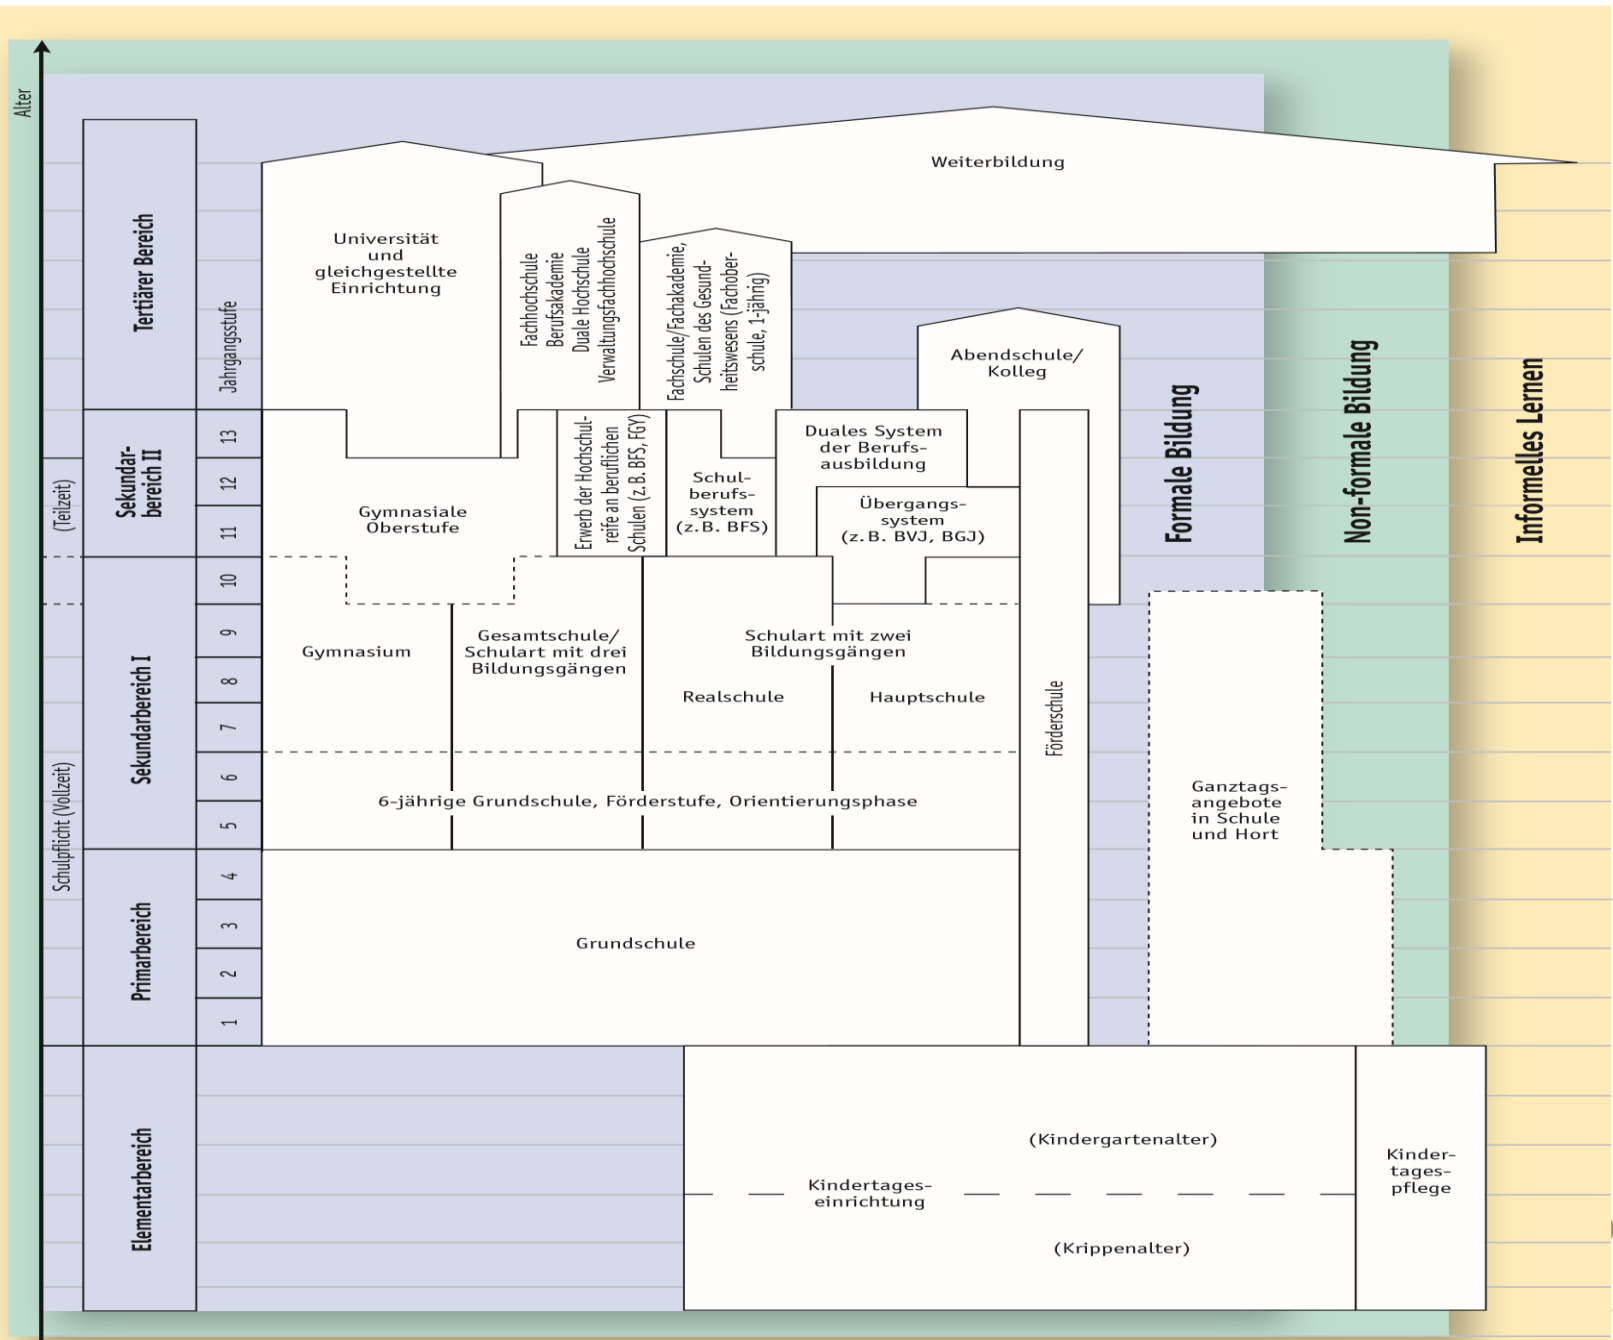 Alter
Weiterbildung
Universität
und
gleichgestellte
Einrichtung
Fachhochschule
Berufsakademie
Duale Hochschule
Verwaltungsfachhochschule
Fachschule/Fachakademie,
Schulen des Gesund-
heitswesens (Fachober-
schule, 1-jährig)
Tertiärer Bereich
Jahrgangsstufe
Abendschule/
Kolleg
Formale Bildung
Non-formale Bildung
Informelles Lernen
Sekundar-
bereich II
(Teilzeit)
13
12
11
Gymnasiale
Oberstufe
Erwerb der Hochschul-
reife an beruflichen
Schulen (z.B. BFS, FGY)
Schul-
berufs-
system
(z.B. BFS)
Duales System
der Berufs-
ausbildung
Übergangs-
system
(z.B. BVJ, BGJ)
Schulpflicht (Vollzeit)
Sekundarbereich I
10
9
8
7
6
5
Gymnasium
Gesamtschule/
Schulart mit drei
Bildungsgängen
Schulart mit zwei
Bildungsgängen
Realschule
Hauptschule
Förderschule
6-jährige Grundschule, Förderstufe, Orientierungsphase
Ganztags-
angebote
in Schule
und Hort
Primarbereich
4
3
2
1
Grundschule
Elementarbereich
(Kindergartenalter)
Kindertages-
einrichtung
(Krippenalter)
Kinder-
tages-
pflege